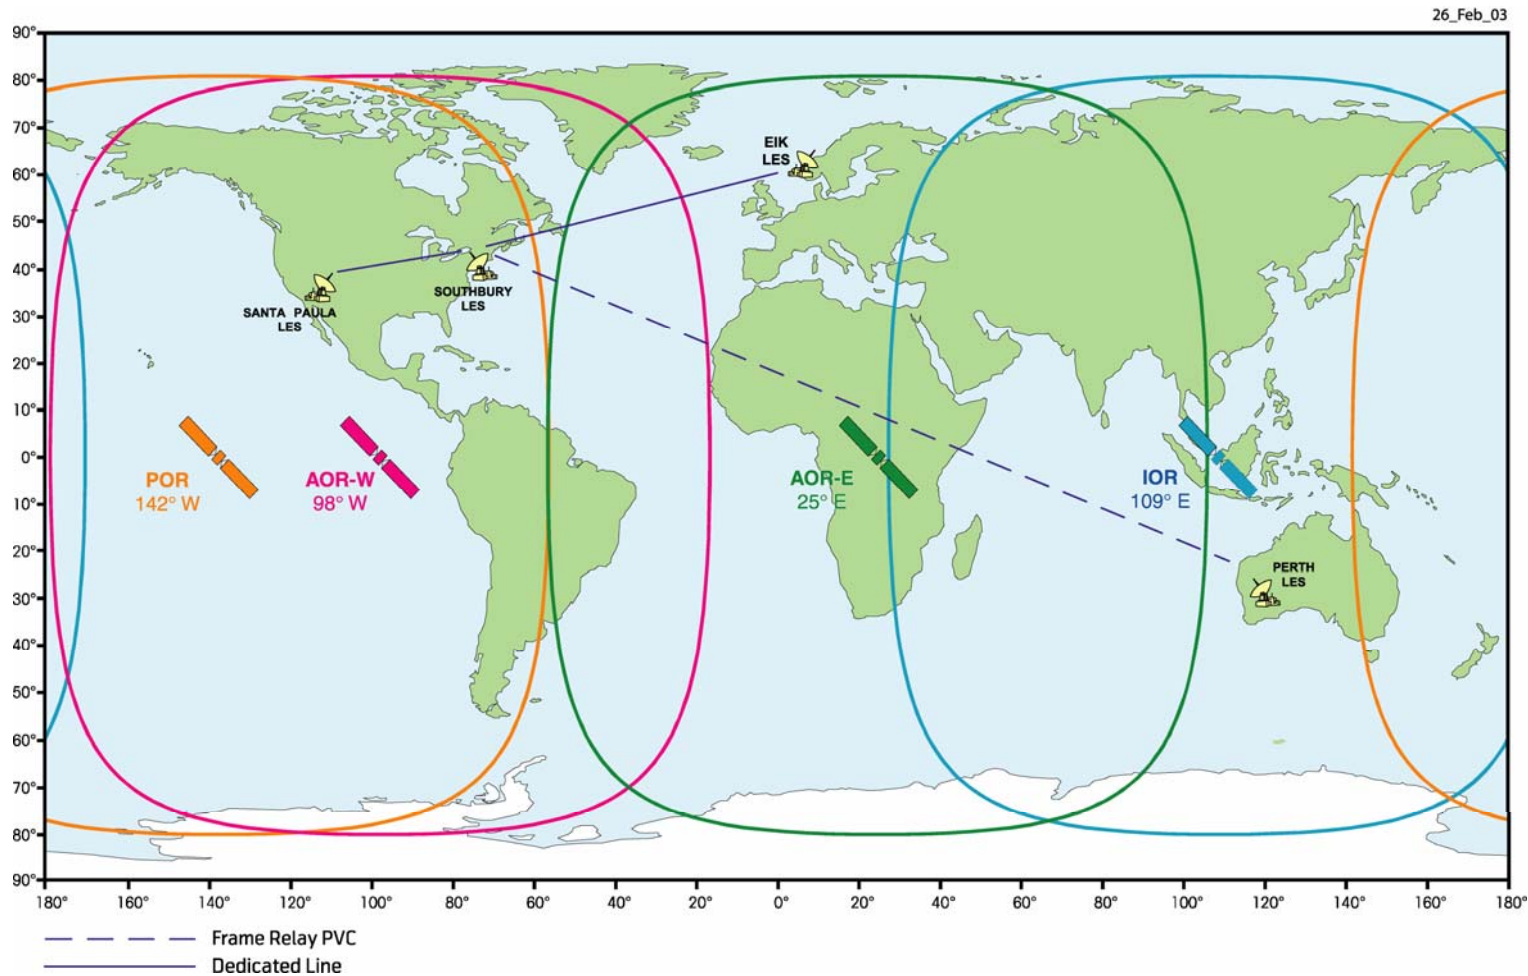 26_Feb_03
90°
80°
70°
60°
50°
40°
30°
20°
10°
0°
10°
20°
30°
40°
50°
60°
70°
80°
90°
EIK
LES
SOUTHBURY
LES
SANTA PAULA
LES
POR
142° W
AOR-W
98° W
AOR-E
25° E
IOR
109° E
PERTH
LES
180° 160° 140° 120° 100° 80° 60° 40° 20° 0° 20° 40° 60° 80° 100° 120° 140° 160° 180°
Frame Relay PVC
Dedicated Line